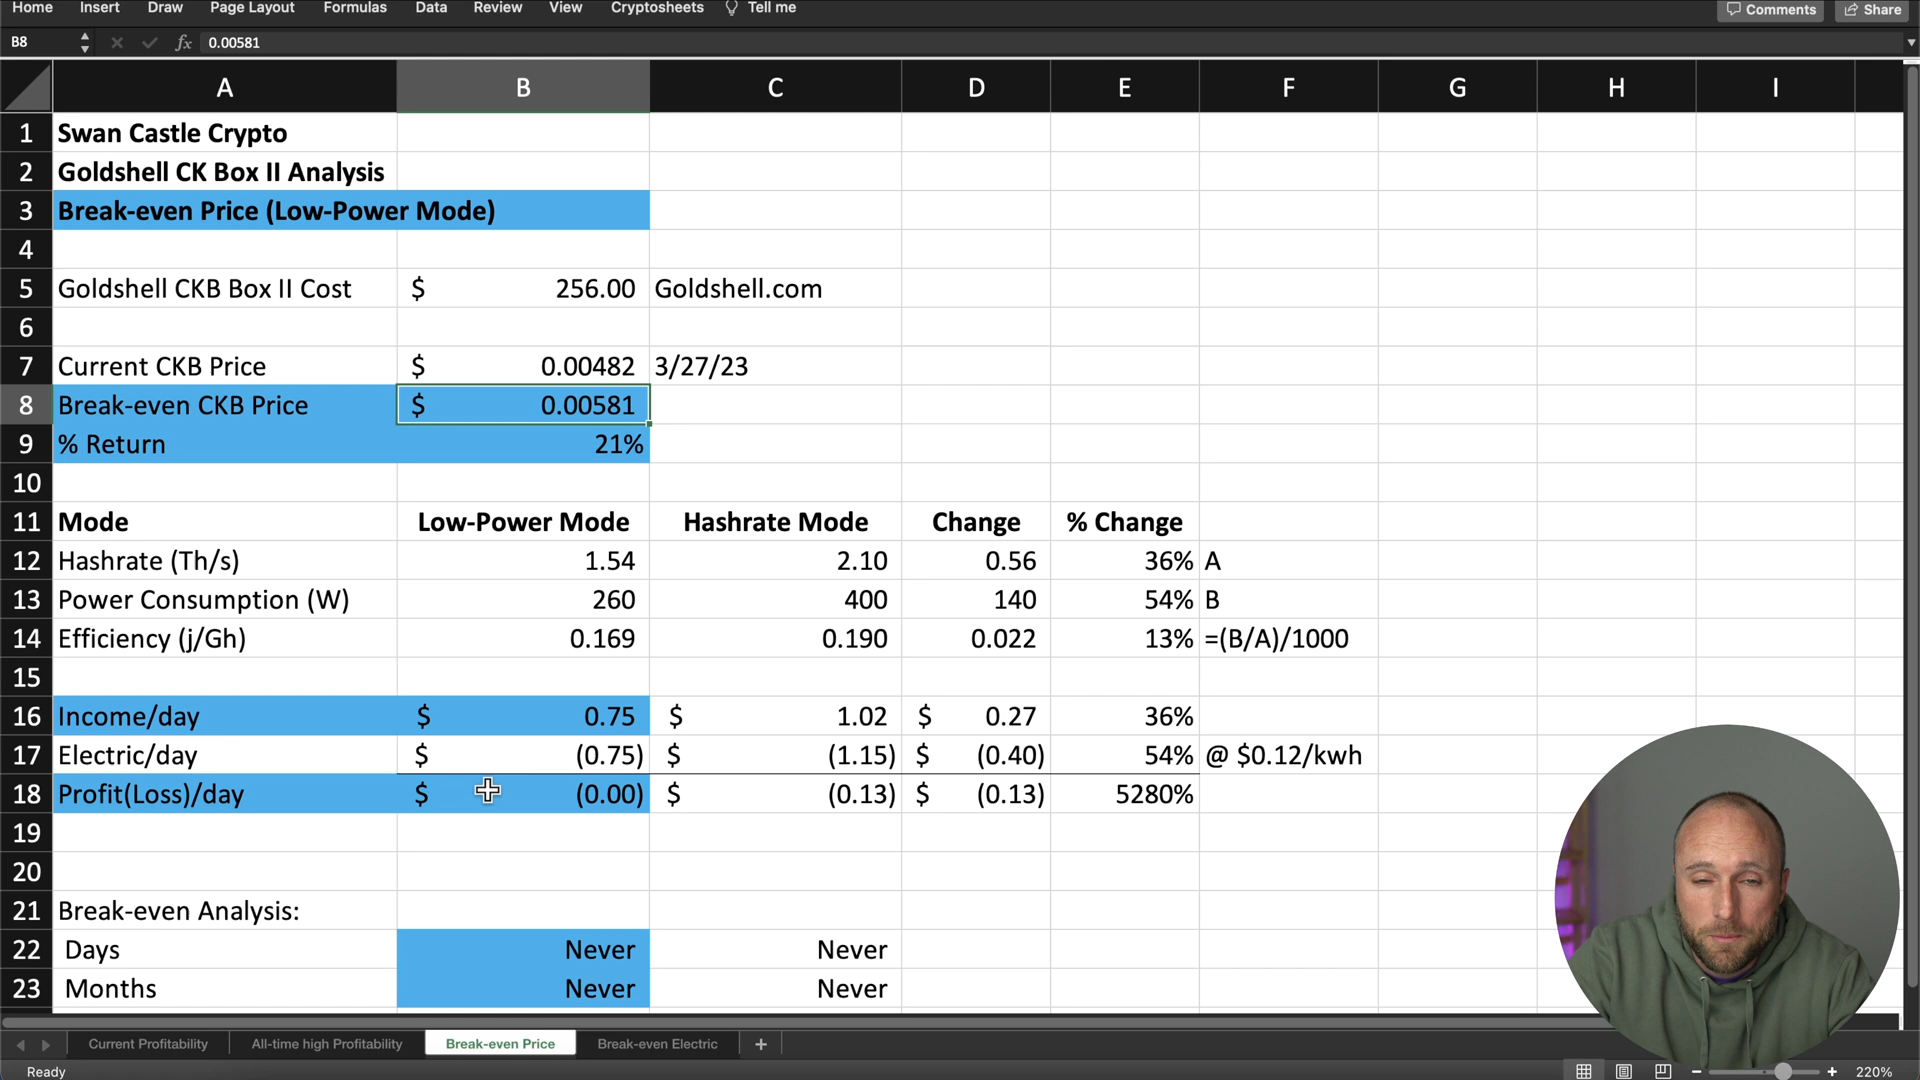 Home Insert Draw Page Layout Formulas Data Review View Cryptosheets Tell me Comments Share
B8 fx 0.00581
A B C D E F G H I
1 Swan Castle Crypto
2 Goldshell CK Box II Analysis
3 Break-even Price (Low-Power Mode)
4
5 Goldshell CKB Box II Cost $ 256.00 Goldshell.com
6
7 Current CKB Price $ 0.00482 3/27/23
8 Break-even CKB Price $ 0.00581
9 % Return 21%
10
11 Mode Low-Power Mode Hashrate Mode Change % Change
12 Hashrate (Th/s) 1.54 2.10 0.56 36% A
13 Power Consumption (W) 260 400 140 54% B
14 Efficiency (j/Gh) 0.169 0.190 0.022 13% =(B/A)/1000
15
16 Income/day $ 0.75 $ 1.02 $ 0.27 36%
17 Electric/day $ (0.75) $ (1.15) $ (0.40) 54% @ $0.12/kwh
18 Profit(Loss)/day $ (0.00) $ (0.13) $ (0.13) 5280%
19
20
21 Break-even Analysis:
22 Days Never Never
23 Months Never Never
Current Profitability All-time high Profitability Break-even Price Break-even Electric +
Ready 220%